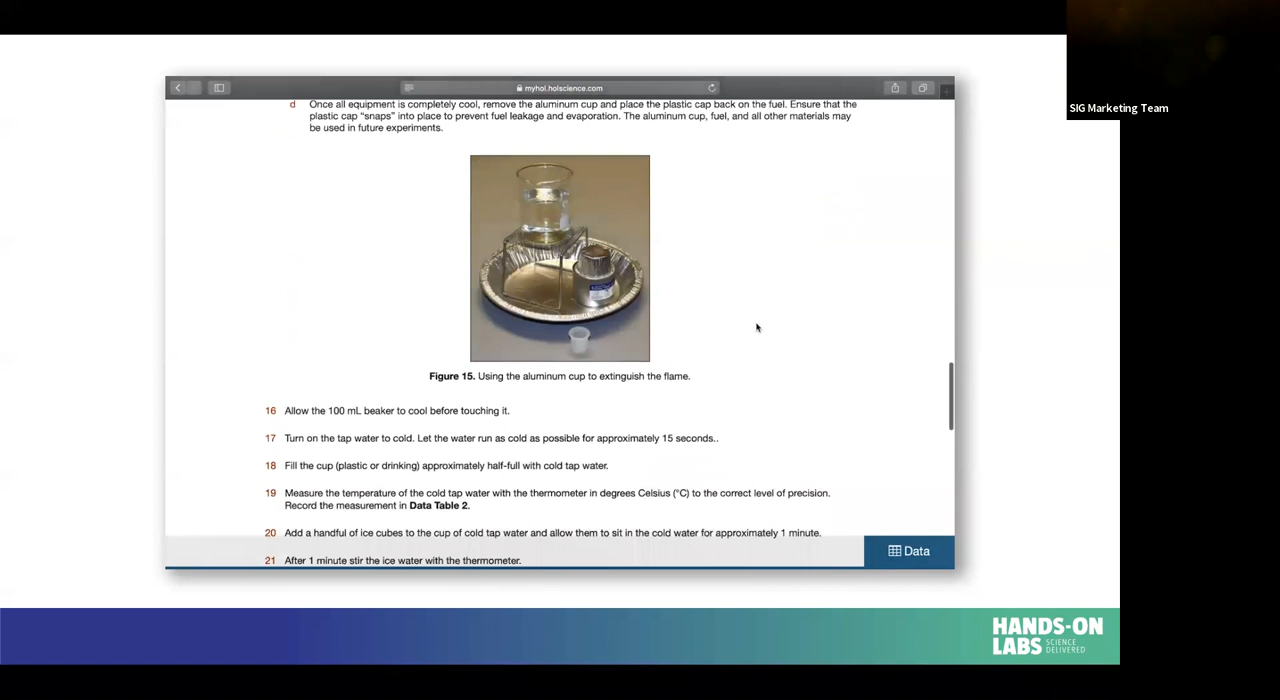 myhol.holscience.com
SIG Marketing Team
d Once all equipment is completely cool, remove the aluminum cup and place the plastic cap back on the fuel. Ensure that the
plastic cap “snaps” into place to prevent fuel leakage and evaporation. The aluminum cup, fuel, and all other materials may
be used in future experiments.
Figure 15. Using the aluminum cup to extinguish the flame.
16 Allow the 100 mL beaker to cool before touching it.
17 Turn on the tap water to cold. Let the water run as cold as possible for approximately 15 seconds..
18 Fill the cup (plastic or drinking) approximately half-full with cold tap water.
19 Measure the temperature of the cold tap water with the thermometer in degrees Celsius (°C) to the correct level of precision.
Record the measurement in Data Table 2.
20 Add a handful of ice cubes to the cup of cold tap water and allow them to sit in the cold water for approximately 1 minute.
21 After 1 minute stir the ice water with the thermometer.
Data
HANDS-ON
LABS SCIENCE
DELIVERED